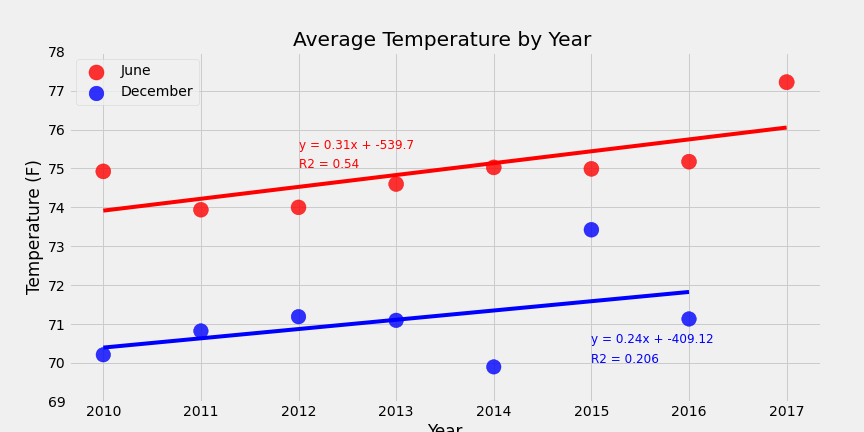 Average Temperature by Year
June
December
78
77
76
75
74
73
72
71
70
69
Temperature (F)
y = 0.31x + -539.7
R2 = 0.54
y = 0.24x + -409.12
R2 = 0.206
2010 2011 2012 2013 2014 2015 2016 2017
Year